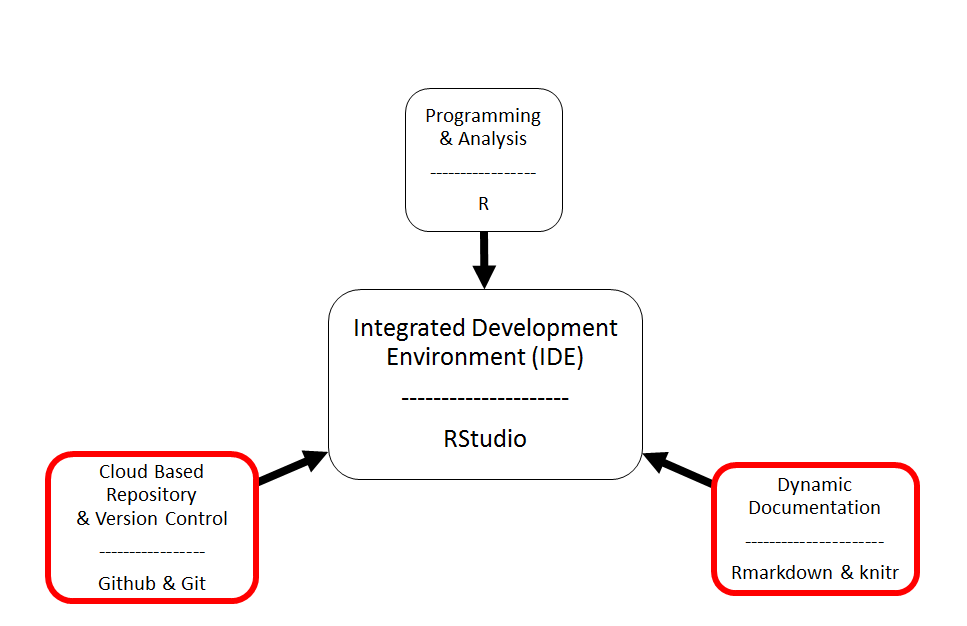 Programming
& Analysis
------------------
R
Integrated Development
Environment (IDE)
---------------------
RStudio
Cloud Based
Repository
& Version Control
-----------------
Github & Git
Dynamic
Documentation
-----------------------
Rmarkdown & knitr